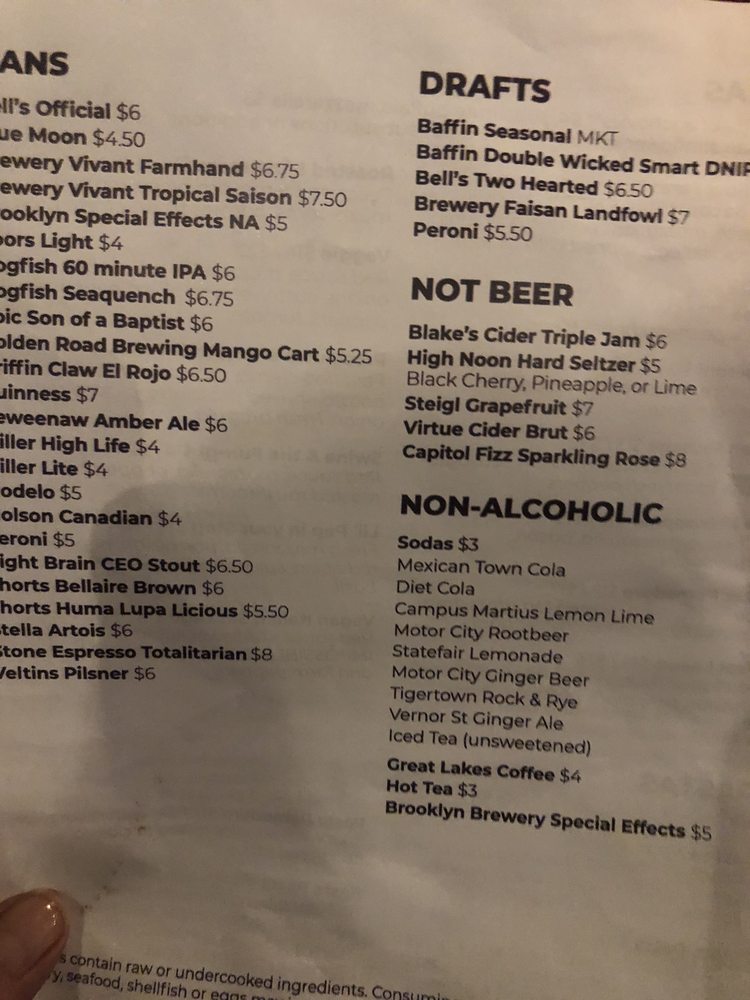 ANS
ll's Official $6
ue Moon $4.50
ewery Vivant Farmhand $6.75
ewery Vivant Tropical Saison $7.50
rooklyn Special Effects NA $5
oors Light $4
ogfish 60 minute IPA $6
ogfish Seaquench $6.75
pic Son of a Baptist $6
olden Road Brewing Mango Cart $5.25
riffin Claw El Rojo $6.50
uinness $7
eweenaw Amber Ale $6
iller High Life $4
iller Lite $4
odelo $5
olson Canadian $4
eroni $5
ight Brain CEO Stout $6.50
horts Bellaire Brown $6
horts Huma Lupa Licious $5.50
tella Artois $6
Stone Espresso Totalitarian $8
Veltins Pilsner $6
DRAFTS
Baffin Seasonal MKT
Baffin Double Wicked Smart DNIP
Bell's Two Hearted $6.50
Brewery Faisan Landfowl $7
Peroni $5.50
NOT BEER
Blake's Cider Triple Jam $6
High Noon Hard Seltzer $5
Black Cherry, Pineapple, or Lime
Steigl Grapefruit $7
Virtue Cider Brut $6
Capitol Fizz Sparkling Rose $8
NON-ALCOHOLIC
Sodas $3
Mexican Town Cola
Diet Cola
Campus Martius Lemon Lime
Motor City Rootbeer
Statefair Lemonade
Motor City Ginger Beer
Tigertown Rock & Rye
Vernor St Ginger Ale
Iced Tea (unsweetened)
Great Lakes Coffee $4
Hot Tea $3
Brooklyn Brewery Special Effects $5
s contain raw or undercooked ingredients. Consumin
y, seafood, shellfish or eggs